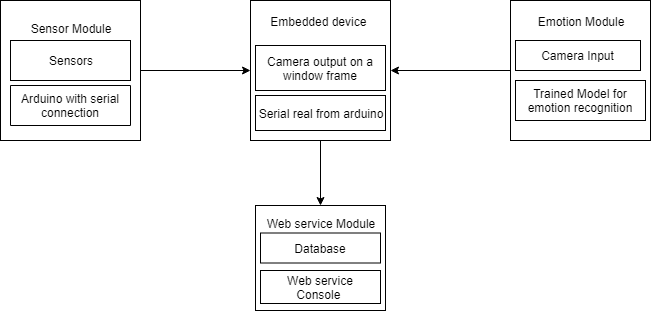 Sensor Module
Sensors
Arduino with serial
connection
Embedded device
Camera output on a
window frame
Serial real from arduino
Emotion Module
Camera Input
Trained Model for
emotion recognition
Web service Module
Database
Web service
Console